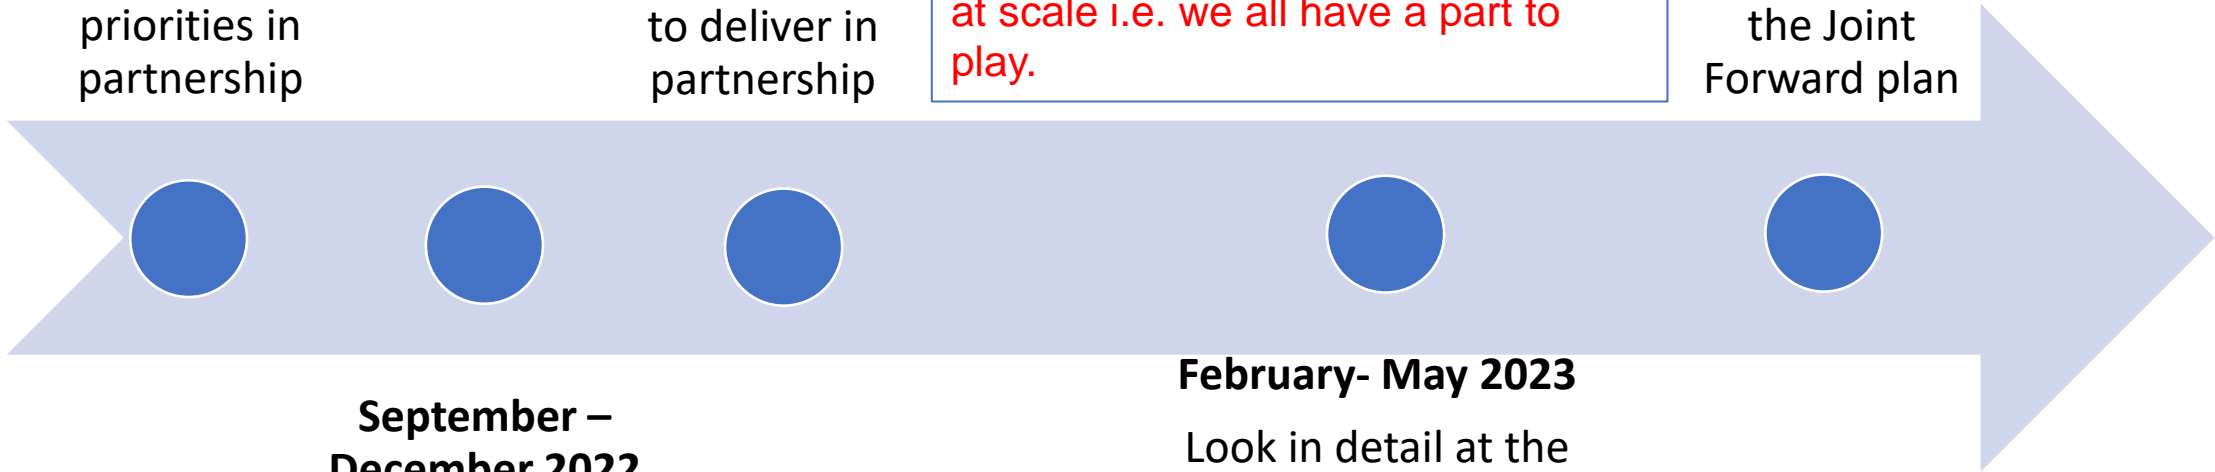 priorities in
partnership
to deliver in
partnership
at scale i.e. we all have a part to
play.
the Joint
Forward plan
September –
December 2022
February- May 2023
Look in detail at the